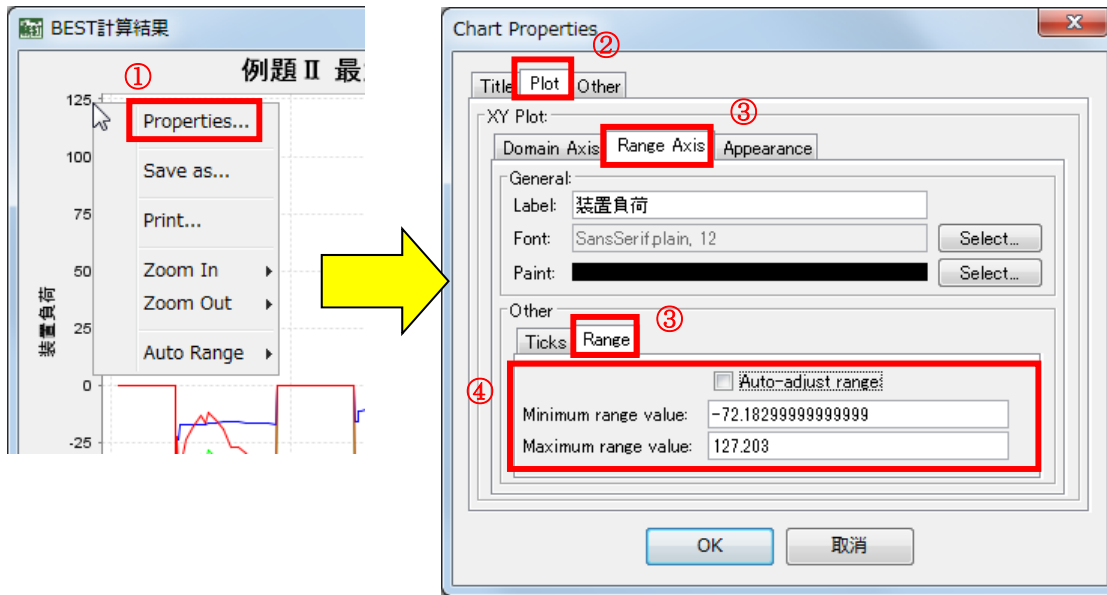 BEST計算結果
例題Ⅱ 最
①
125
100
75
50
25
0
-25
装置負荷
Properties...
Save as...
Print...
Zoom In
Zoom Out
Auto Range
Chart Properties
②
Title Plot Other
XY Plot:
③
Domain Axis Range Axis Appearance
General:
Label: 装置負荷
Font: SansSerif.plain, 12 Select...
Paint: Select...
Other
③
Ticks Range
④
Auto-adjust range:
Minimum range value: -72.18299999999999
Maximum range value: 127.203
OK 取消